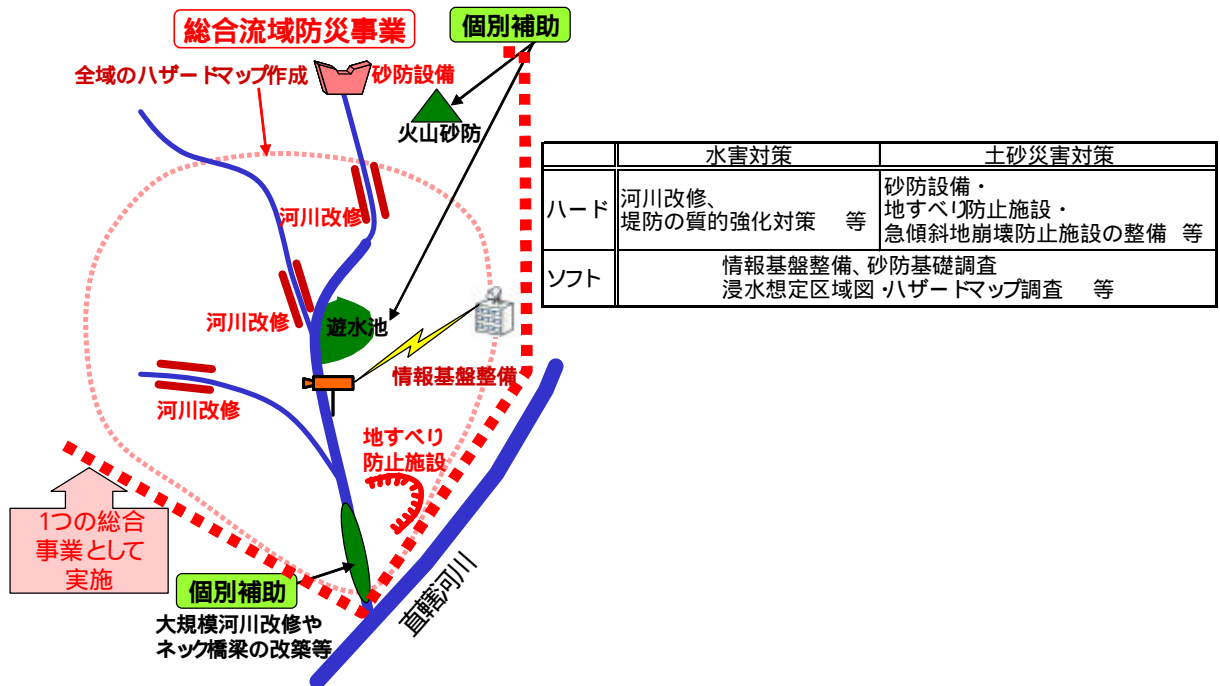 総合流域防災事業
個別補助
全域のハザードマップ作成
砂防設備
火山砂防
河川改修
河川改修
遊水池
情報基盤整備
河川改修
地すべり
防止施設
1つの総合
事業として
実施
個別補助
大規模河川改修や
ネック橋梁の改築等
直轄河川
水害対策 土砂災害対策
ハード
河川改修、
堤防の質的強化対策 等
砂防設備・
地すべり防止施設・
急傾斜地崩壊防止施設の整備 等
ソフト
情報基盤整備、砂防基礎調査
浸水想定区域図・ハザードマップ調査 等